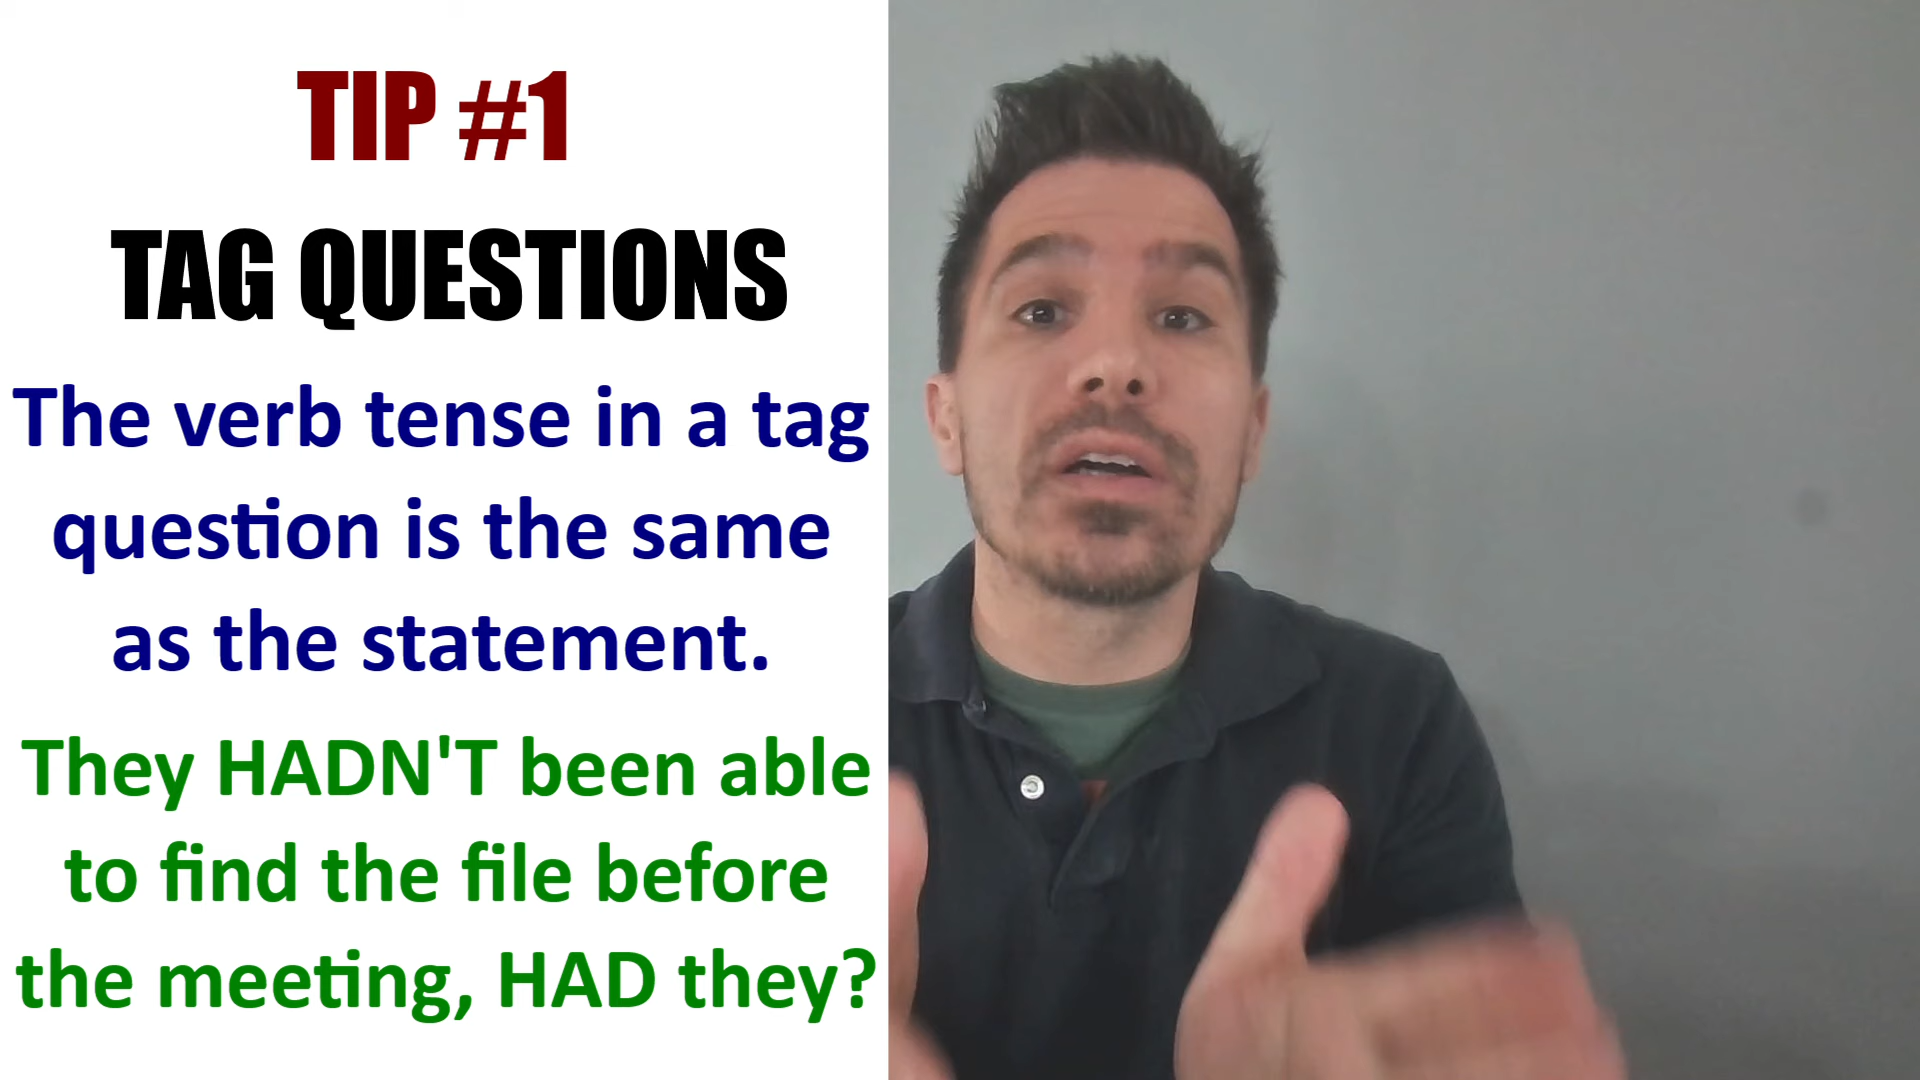 TIP #1
TAG QUESTIONS
The verb tense in a tag
question is the same
as the statement.
They HADN'T been able
to find the file before
the meeting, HAD they?